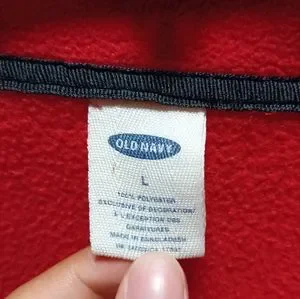 OLD NAVY
L
100% POLYESTER
EXCLUSIVE OF DECORATION/
À L'EXCEPTION DES
GARNITURES
MADE IN BANGLADESH